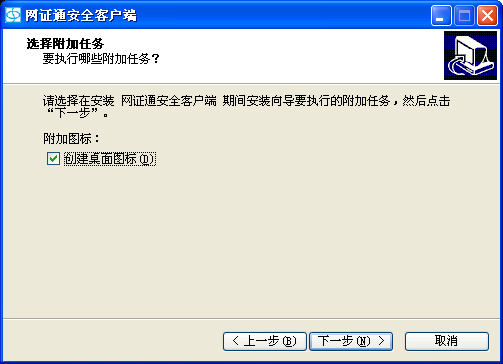 网证通安全客户端
选择附加任务
要执行哪些附加任务？
请选择在安装 网证通安全客户端 期间安装向导要执行的附加任务，然后点击
“下一步”。
附加图标：
创建桌面图标(D)
< 上一步(B)
下一步(N) >
取消